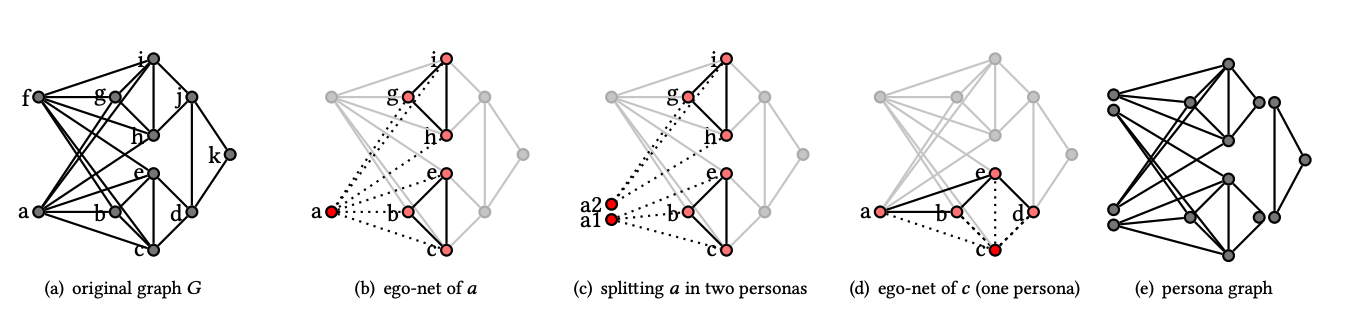 i
f g j
h
k
e
a b d
c
i
g
h
e
a b
c
i
g
h
e
a2
a1 b
c
e
a b d
c
(a) original graph G
(b) ego-net of a
(c) splitting a in two personas
(d) ego-net of c (one persona)
(e) persona graph